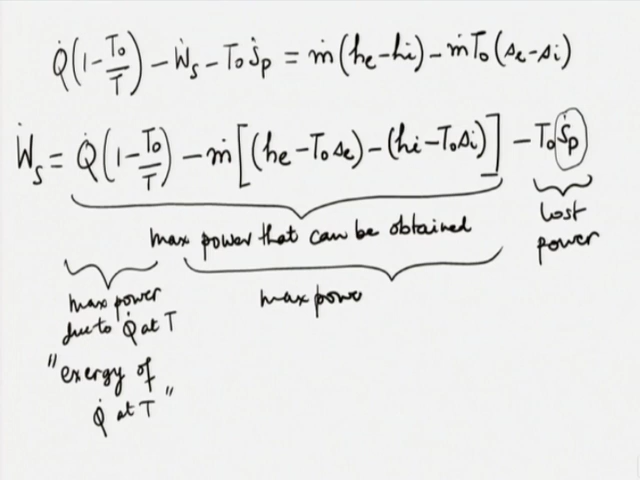 Q̇(1-T₀/T) - Ẇs - T₀Ṡp = ṁ(he-hi) - ṁT₀(se-si)
Ẇs = Q̇(1-T₀/T) - ṁ[(he-T₀se)-(hi-T₀si)] - T₀Ṡp
max power that can be obtained
lost
power
max power
due to Q̇ at T
"exergy of
Q̇ at T"
max powe